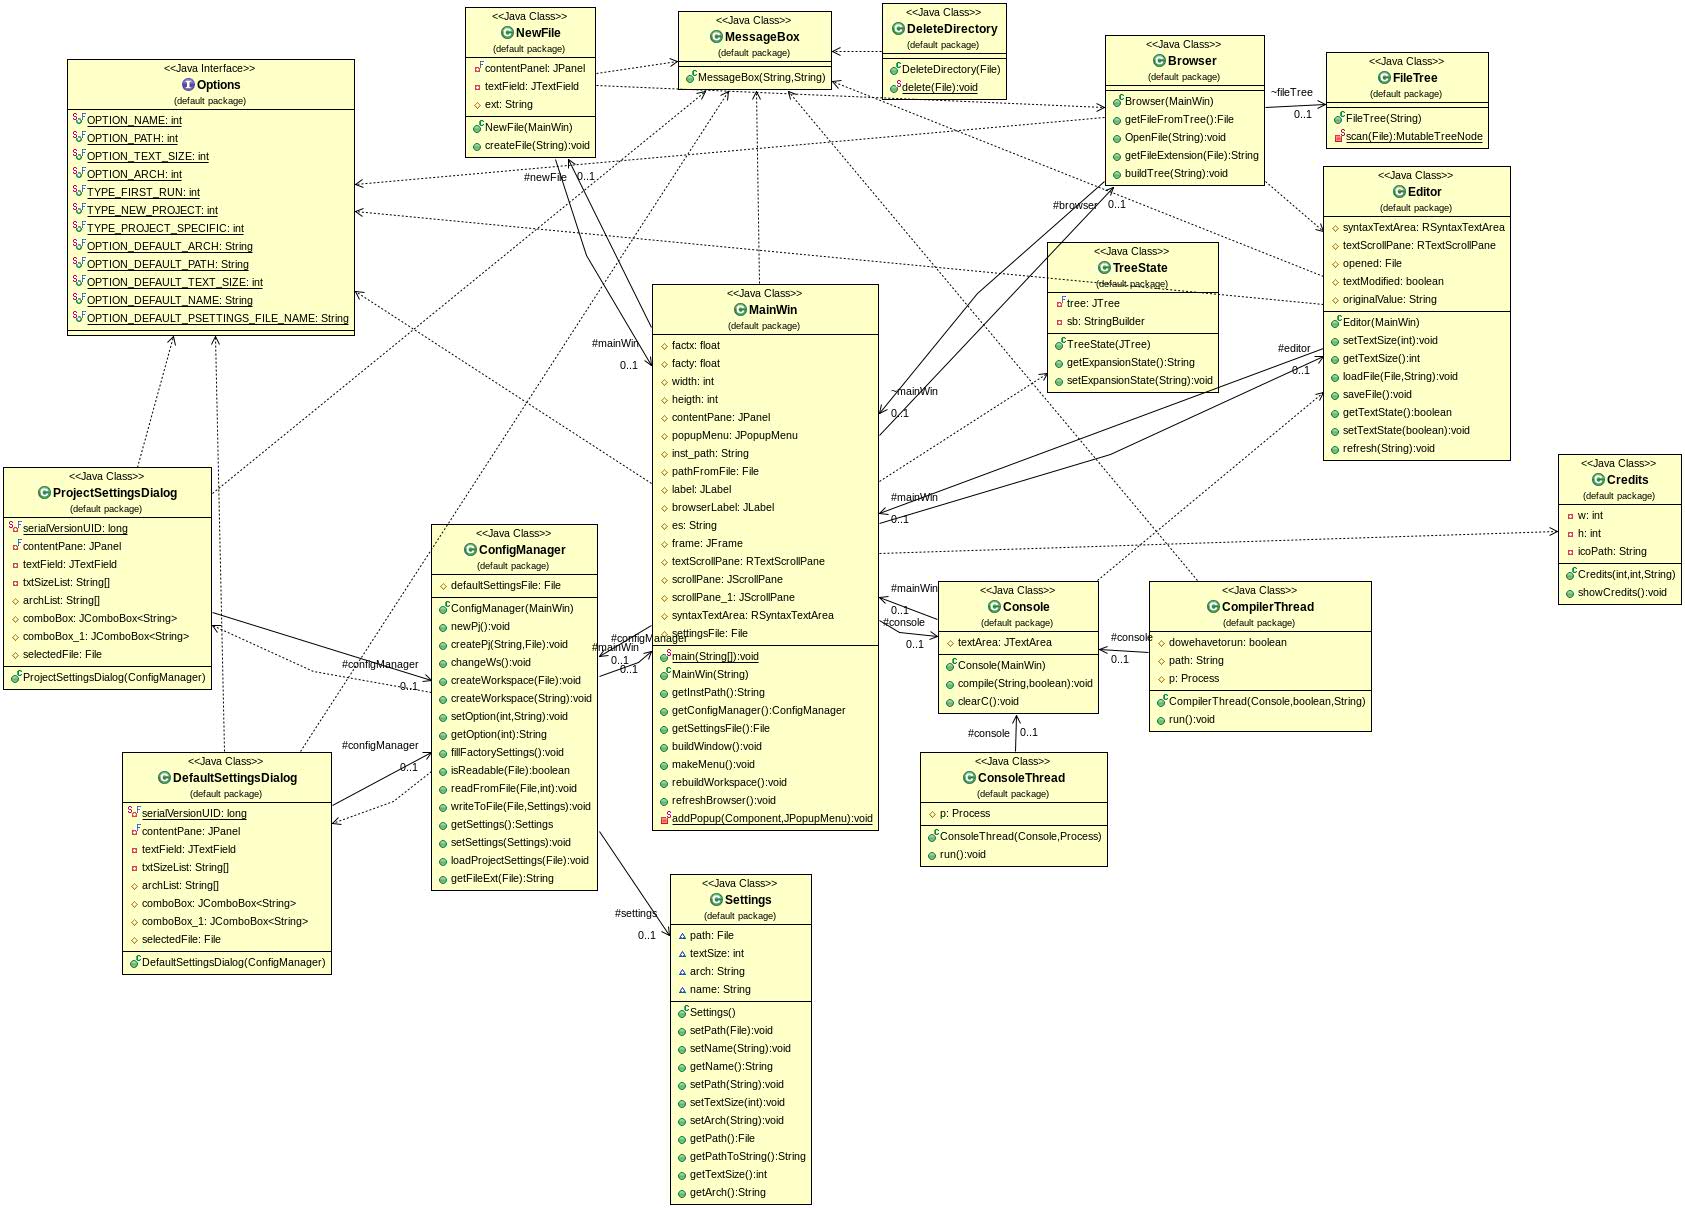 <<Java Interface>>
Options
(default package)
OPTION_NAME: int
OPTION_PATH: int
OPTION_TEXT_SIZE: int
OPTION_ARCH: int
TYPE_FIRST_RUN: int
TYPE_NEW_PROJECT: int
TYPE_PROJECT_SPECIFIC: int
OPTION_DEFAULT_ARCH: String
OPTION_DEFAULT_PATH: String
OPTION_DEFAULT_TEXT_SIZE: int
OPTION_DEFAULT_NAME: String
OPTION_DEFAULT_PSETTINGS_FILE_NAME: String
<<Java Class>>
NewFile
(default package)
contentPanel: JPanel
textField: JTextField
ext: String
NewFile(MainWin)
createFile(String):void
#newFile
0..1
#mainWin
0..1
<<Java Class>>
MessageBox
(default package)
MessageBox(String,String)
<<Java Class>>
DeleteDirectory
(default package)
DeleteDirectory(File)
delete(File):void
<<Java Class>>
Browser
(default package)
Browser(MainWin)
getFileFromTree():File
OpenFile(String):void
getFileExtension(File):String
buildTree(String):void
~fileTree
0..1
#browser
0..1
<<Java Class>>
FileTree
(default package)
FileTree(String)
scan(File):MutableTreeNode
<<Java Class>>
Editor
(default package)
syntaxTextArea: RSyntaxTextArea
textScrollPane: RTextScrollPane
opened: File
textModified: boolean
originalValue: String
Editor(MainWin)
setTextSize(int):void
getTextSize():int
loadFile(File,String):void
saveFile():void
getTextState():boolean
setTextState(boolean):void
refresh(String):void
#editor
0..1
<<Java Class>>
TreeState
(default package)
tree: JTree
sb: StringBuilder
TreeState(JTree)
getExpansionState():String
setExpansionState(String):void
<<Java Class>>
MainWin
(default package)
factx: float
facty: float
width: int
heigth: int
contentPane: JPanel
popupMenu: JPopupMenu
inst_path: String
pathFromFile: File
label: JLabel
browserLabel: JLabel
es: String
frame: JFrame
textScrollPane: RTextScrollPane
scrollPane: JScrollPane
scrollPane_1: JScrollPane
syntaxTextArea: RSyntaxTextArea
settingsFile: File
main(String[]):void
MainWin(String)
getInstPath():String
getConfigManager():ConfigManager
getSettingsFile():File
buildWindow():void
makeMenu():void
rebuildWorkspace():void
refreshBrowser():void
addPopup(Component,JPopupMenu):void
~mainWin
0..1
#mainWin
0..1
#mainWin
0..1
#console
0..1
#configManager
0..1
#mainWin
0..1
<<Java Class>>
ProjectSettingsDialog
(default package)
serialVersionUID: long
contentPane: JPanel
textField: JTextField
txtSizeList: String[]
archList: String[]
comboBox: JComboBox<String>
comboBox_1: JComboBox<String>
selectedFile: File
ProjectSettingsDialog(ConfigManager)
#configManager
0..1
<<Java Class>>
ConfigManager
(default package)
defaultSettingsFile: File
ConfigManager(MainWin)
newPj():void
createPj(String,File):void
changeWs():void
createWorkspace(File):void
createWorkspace(String):void
setOption(int,String):void
getOption(int):String
fillFactorySettings():void
isReadable(File):boolean
readFromFile(File,int):void
writeToFile(File,Settings):void
getSettings():Settings
setSettings(Settings):void
loadProjectSettings(File):void
getFileExt(File):String
<<Java Class>>
DefaultSettingsDialog
(default package)
serialVersionUID: long
contentPane: JPanel
textField: JTextField
txtSizeList: String[]
archList: String[]
comboBox: JComboBox<String>
comboBox_1: JComboBox<String>
selectedFile: File
DefaultSettingsDialog(ConfigManager)
#configManager
0..1
#settings
0..1
<<Java Class>>
Settings
(default package)
path: File
textSize: int
arch: String
name: String
Settings()
setPath(File):void
setName(String):void
getName():String
setPath(String):void
setTextSize(int):void
setArch(String):void
getPath():File
getPathToString():String
getTextSize():int
getArch():String
<<Java Class>>
Console
(default package)
textArea: JTextArea
Console(MainWin)
compile(String,boolean):void
clearC():void
#console
0..1
<<Java Class>>
CompilerThread
(default package)
dowehavetorun: boolean
path: String
p: Process
CompilerThread(Console,boolean,String)
run():void
#console
0..1
<<Java Class>>
ConsoleThread
(default package)
p: Process
ConsoleThread(Console,Process)
run():void
<<Java Class>>
Credits
(default package)
w: int
h: int
icoPath: String
Credits(int,int,String)
showCredits():void